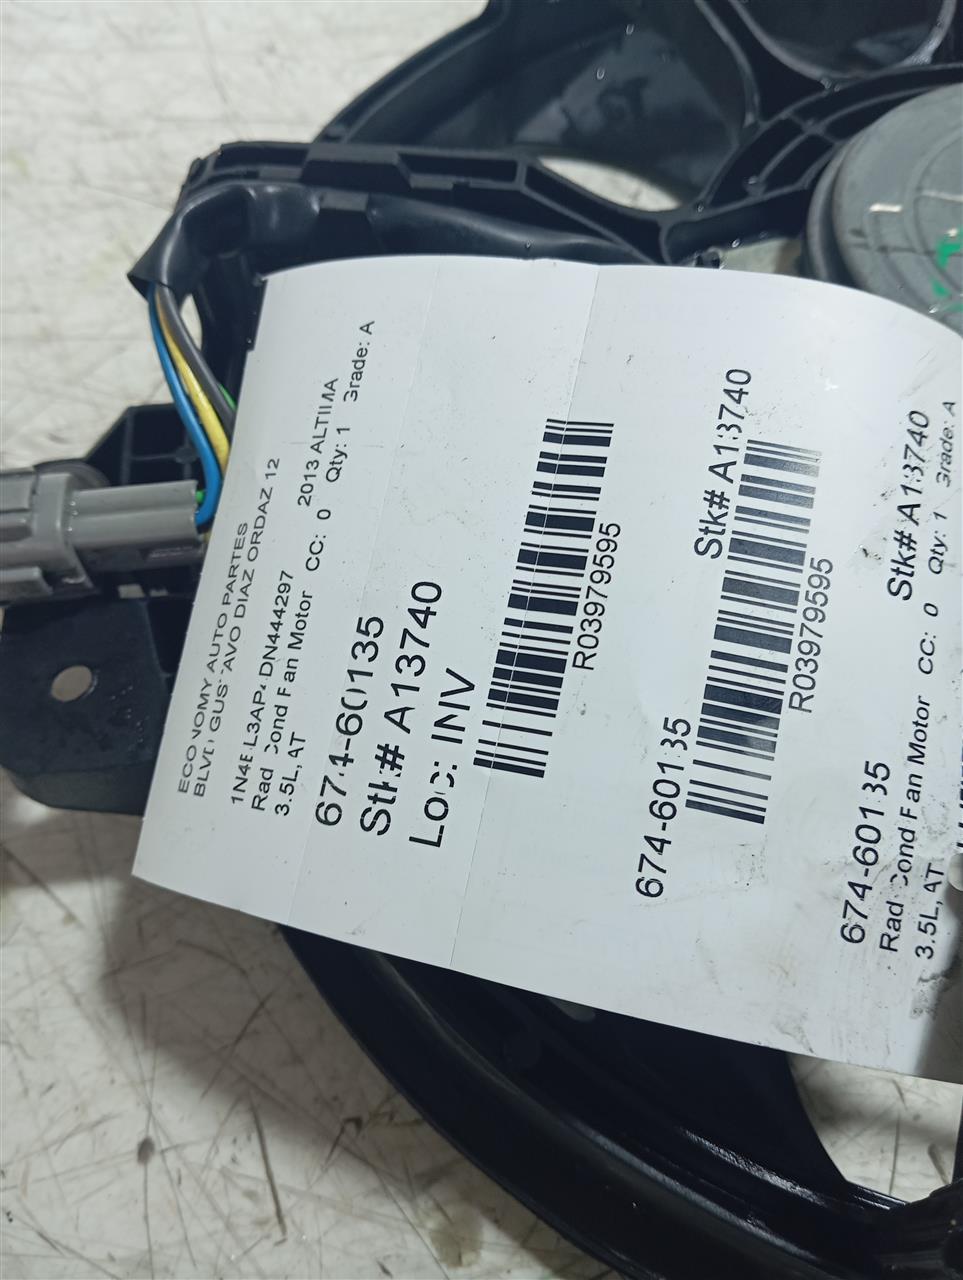 ECONOMY AUTO PARTES
BLVD GUSTAVO DIAZ ORDAZ 12
1N4BL3AP4DN444297 2013 ALTIMA
Rad Cond Fan Motor CC: 0 Qty: 1 Grade: A
3.5L, AT
674-60135
Stk# A13740
Loc: INV
R03979595
Stk# A13740
674-60135
R03979595
Stk# A13740
674-60135
Rad Cond Fan Motor CC: 0 Qty: 1 Grade: A
3.5L, AT